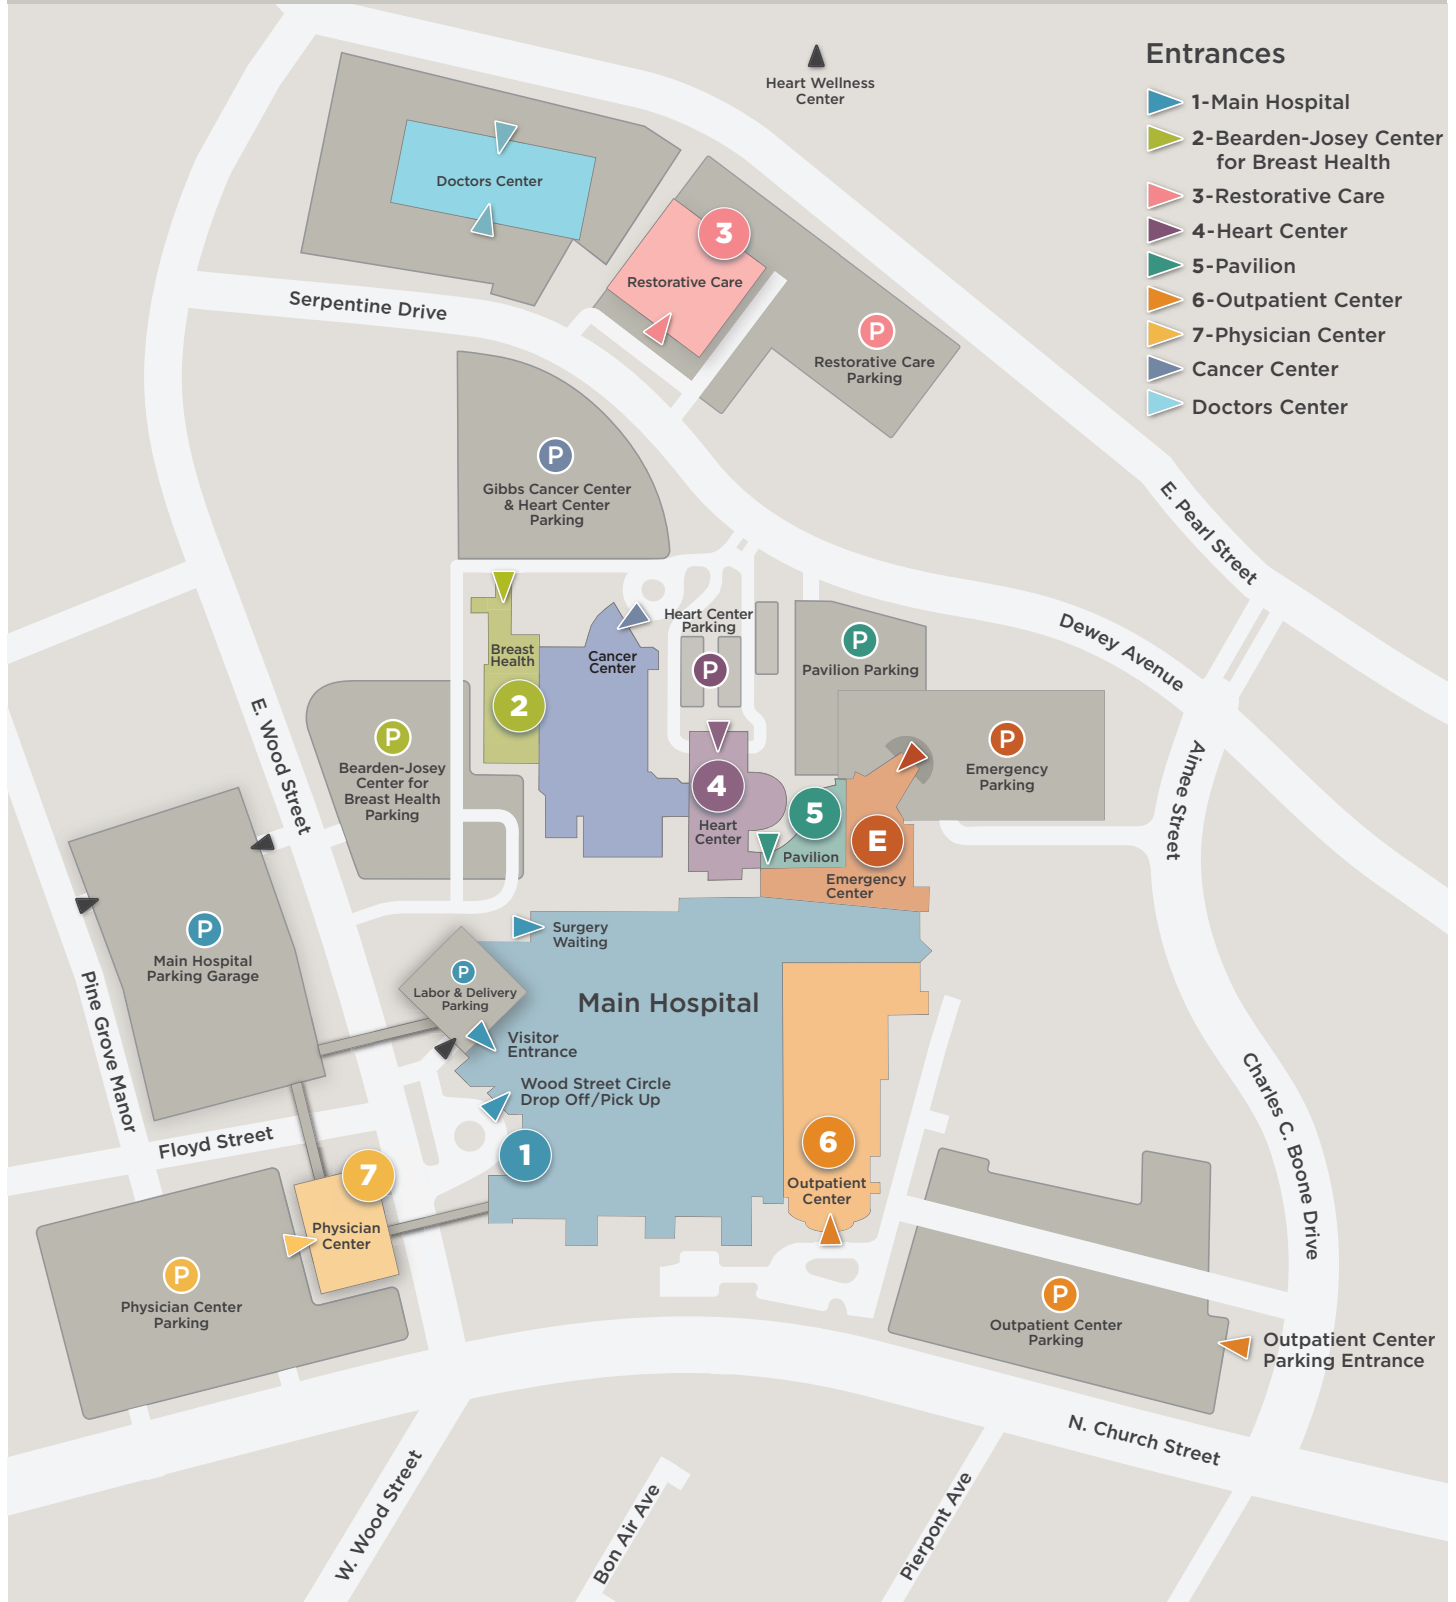 Entrances
1-Main Hospital
2-Bearden-Josey Center
for Breast Health
3-Restorative Care
4-Heart Center
5-Pavilion
6-Outpatient Center
7-Physician Center
Cancer Center
Doctors Center
Heart Wellness
Center
Doctors Center
3
Restorative Care
Serpentine Drive
P
Restorative Care
Parking
P
Gibbs Cancer Center
& Heart Center
Parking
E. Pearl Street
Heart Center
Parking
P
Breast
Health
2
Cancer
Center
P
Pavilion Parking
Dewey Avenue
P
Bearden-Josey
Center for
Breast Health
Parking
E. Wood Street
4
Heart
Center
5
Pavilion
P
Emergency
Parking
E
Emergency
Center
Aimee Street
P
Main Hospital
Parking Garage
Surgery
Waiting
P
Labor & Delivery
Parking
Main Hospital
Visitor
Entrance
Wood Street Circle
Drop Off/Pick Up
1
Pine Grove Manor
Floyd Street
7
Physician
Center
P
Physician Center
Parking
6
Outpatient
Center
Charles C. Boone Drive
P
Outpatient Center
Parking
Outpatient Center
Parking Entrance
N. Church Street
W. Wood Street
Bon Air Ave
Pierpont Ave